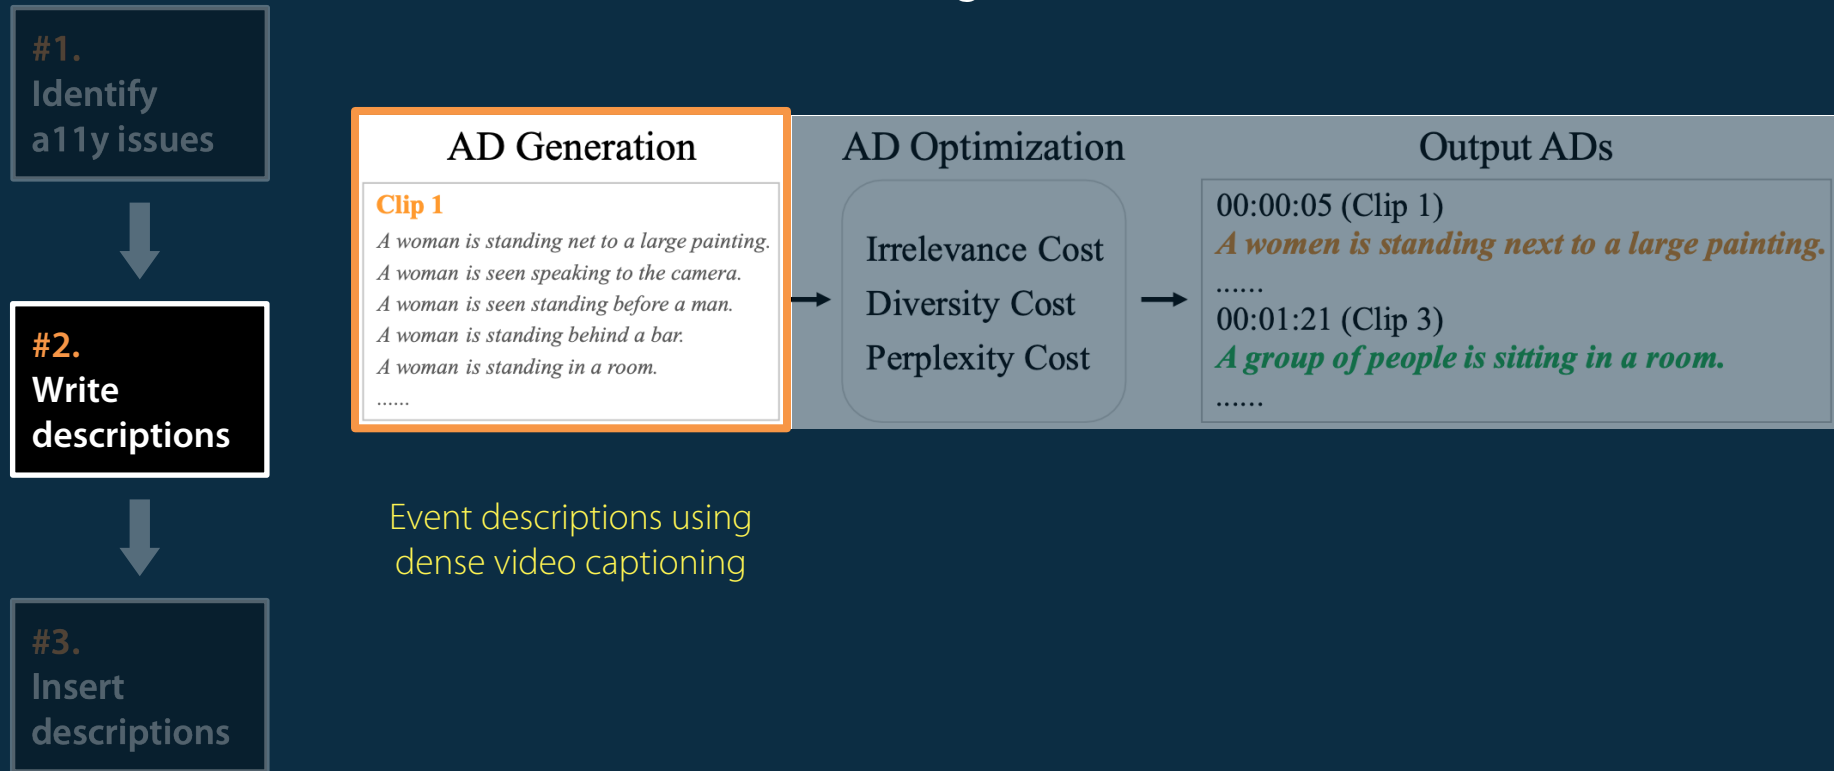 #1.
Identify
a11y issues
#2.
Write
descriptions
#3.
Insert
descriptions
AD Generation
Clip 1
A woman is standing net to a large painting.
A woman is seen speaking to the camera.
A woman is seen standing before a man.
A woman is standing behind a bar.
A woman is standing in a room.
......
Event descriptions using
dense video captioning
AD Optimization
Irrelevance Cost
Diversity Cost
Perplexity Cost
Output ADs
00:00:05 (Clip 1)
A women is standing next to a large painting.
......
00:01:21 (Clip 3)
A group of people is sitting in a room.
......